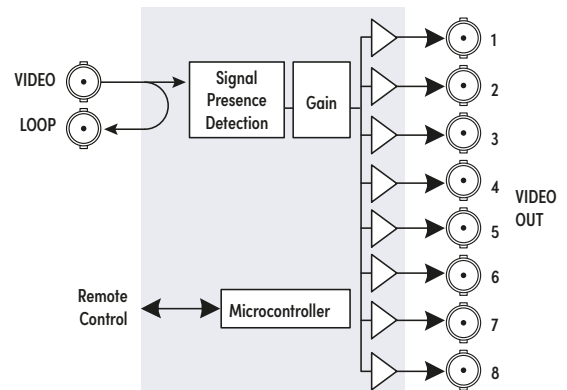 VIDEO
LOOP
Signal
Presence
Detection
Gain
1
2
3
4
5
6
7
8
VIDEO
OUT
Remote
Control
Microcontroller